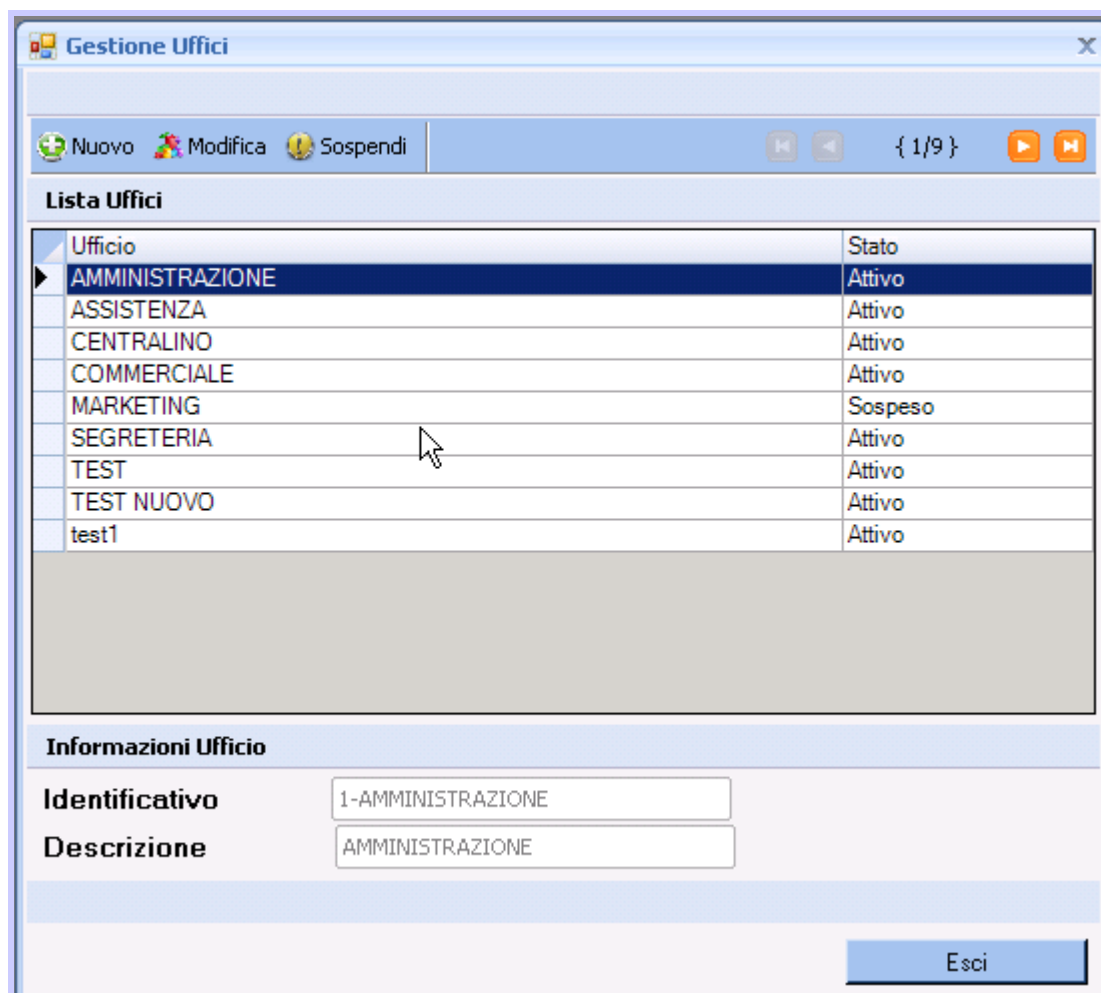 Gestione Uffici
Nuovo Modifica Sospendi { 1/9 }
Lista Uffici
Ufficio Stato
AMMINISTRAZIONE Attivo
ASSISTENZA Attivo
CENTRALINO Attivo
COMMERCIALE Attivo
MARKETING Sospeso
SEGRETERIA Attivo
TEST Attivo
TEST NUOVO Attivo
test1 Attivo
Informazioni Ufficio
Identificativo 1-AMMINISTRAZIONE
Descrizione AMMINISTRAZIONE
Esci